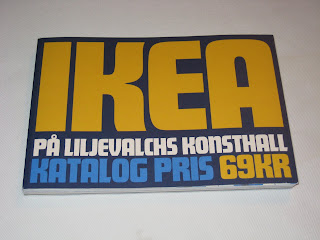 IKEA
PÅ LILJEVALCHS KONSTHALL
KATALOG PRIS 69KR